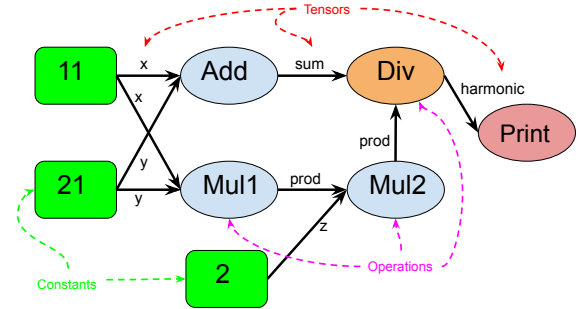 Tensors
11
x
Add
sum
Div
harmonic
x
Print
prod
y
21
y
Mul1
prod
Mul2
z
2
Operations
Constants